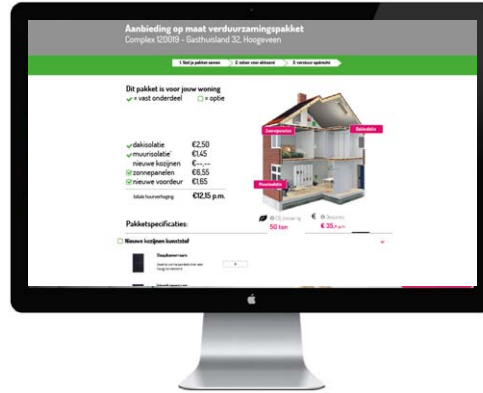 Aanbieding op maat verduurzamingspakket
Complex 120019 - Gasthuisland 32, Hoogeveen
1. Stel je pakket samen
2. teken voor akkoord
3. verstuur opdracht
Dit pakket is voor jouw woning
= vast onderdeel = optie
dakisolatie €2,50
muurisolatie* €1,45
nieuwe kozijnen €--,--
zonnepanelen €6,55
nieuwe voordeur €1,65
totale huurverhoging €12,15 p.m.
Zonnepanelen
Dakisolatie
Muurisolatie
50 ton
€ 35,-
Pakketspecificaties:
Nieuwe kozijnen kunststof